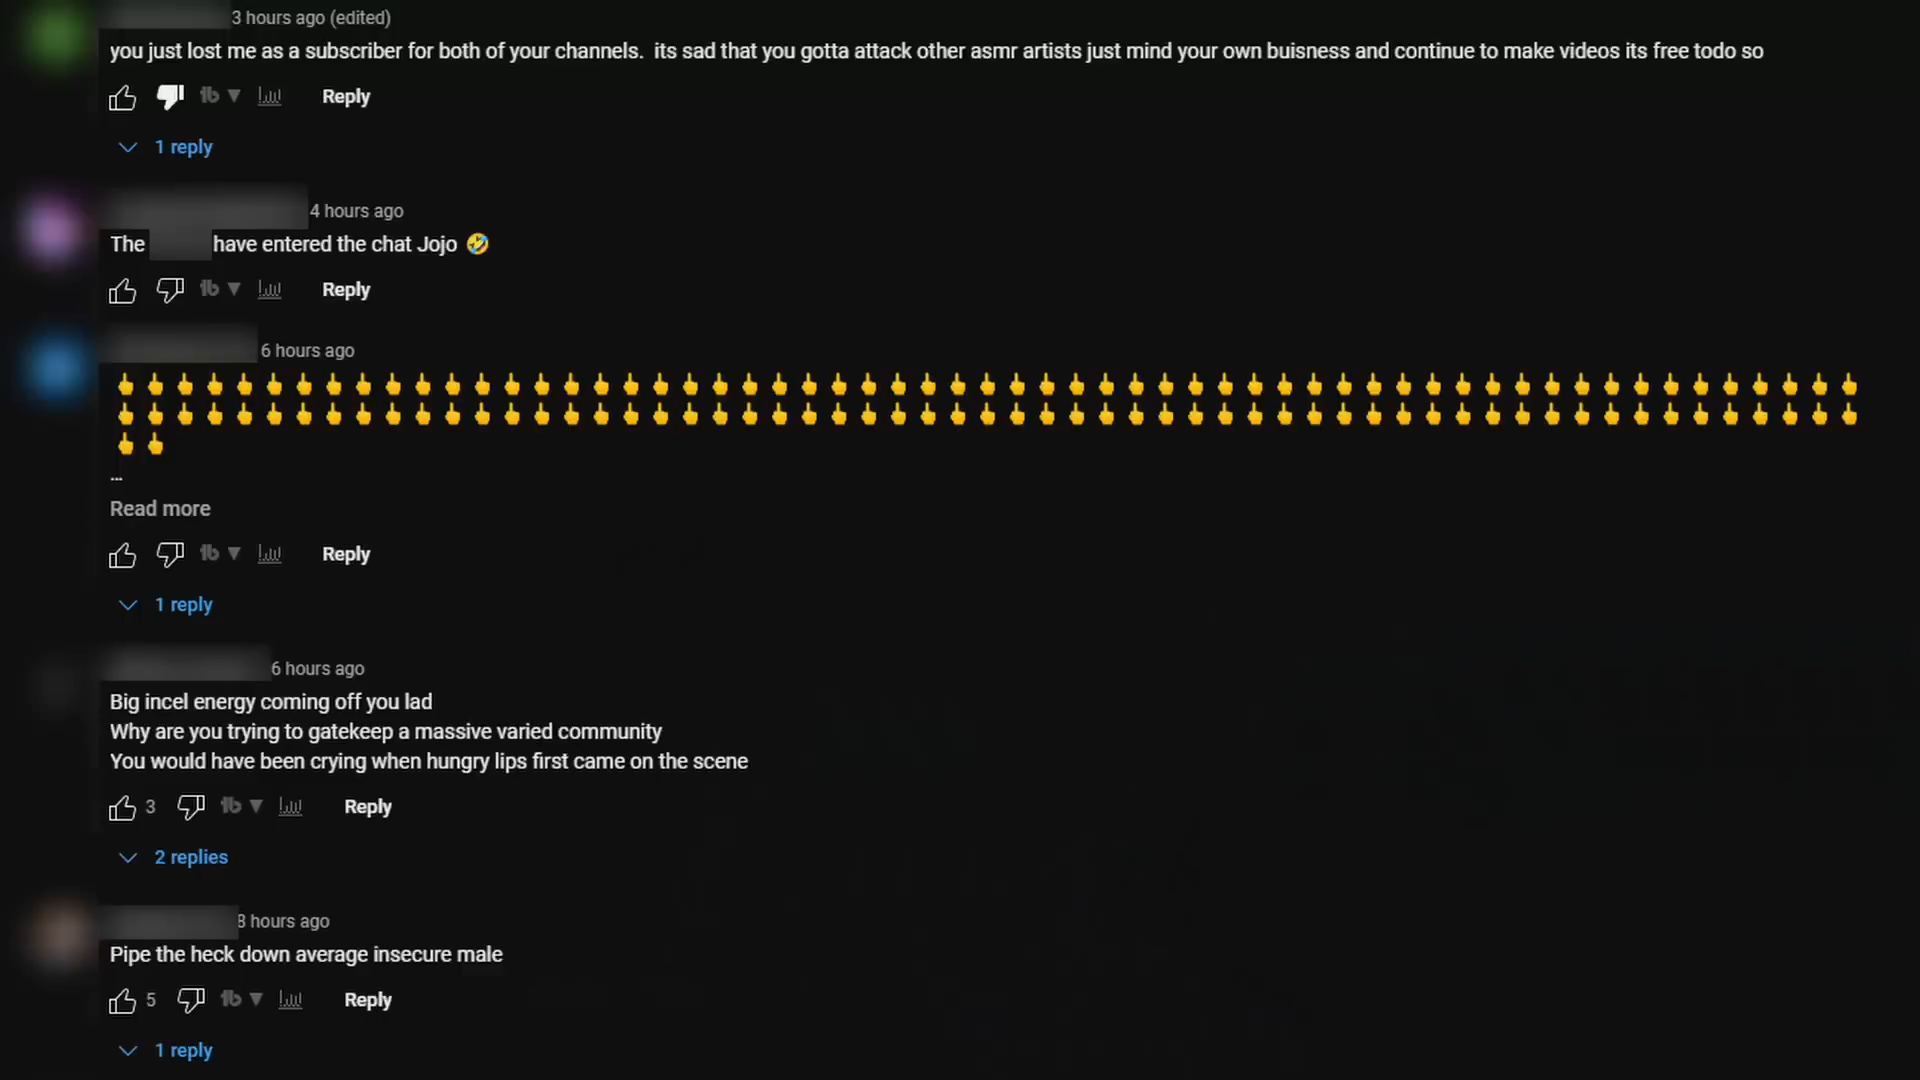 3 hours ago (edited)
you just lost me as a subscriber for both of your channels.  its sad that you gotta attack other asmr artists just mind your own buisness and continue to make videos its free todo so
Reply
1 reply
4 hours ago
The have entered the chat Jojo 🤣
Reply
6 hours ago
🖕🖕🖕🖕🖕🖕🖕🖕🖕🖕🖕🖕🖕🖕🖕🖕🖕🖕🖕🖕🖕🖕🖕🖕🖕🖕🖕🖕🖕🖕🖕🖕🖕🖕🖕🖕🖕🖕🖕🖕🖕🖕🖕🖕🖕🖕🖕🖕🖕🖕🖕🖕🖕🖕🖕🖕🖕🖕🖕
🖕🖕🖕🖕🖕🖕🖕🖕🖕🖕🖕🖕🖕🖕🖕🖕🖕🖕🖕🖕🖕🖕🖕🖕🖕🖕🖕🖕🖕🖕🖕🖕🖕🖕🖕🖕🖕🖕🖕🖕🖕🖕🖕🖕🖕🖕🖕🖕🖕🖕🖕🖕🖕🖕🖕🖕🖕🖕🖕
🖕🖕
...
Read more
Reply
1 reply
6 hours ago
Big incel energy coming off you lad
Why are you trying to gatekeep a massive varied community
You would have been crying when hungry lips first came on the scene
3 Reply
2 replies
8 hours ago
Pipe the heck down average insecure male
5 Reply
1 reply